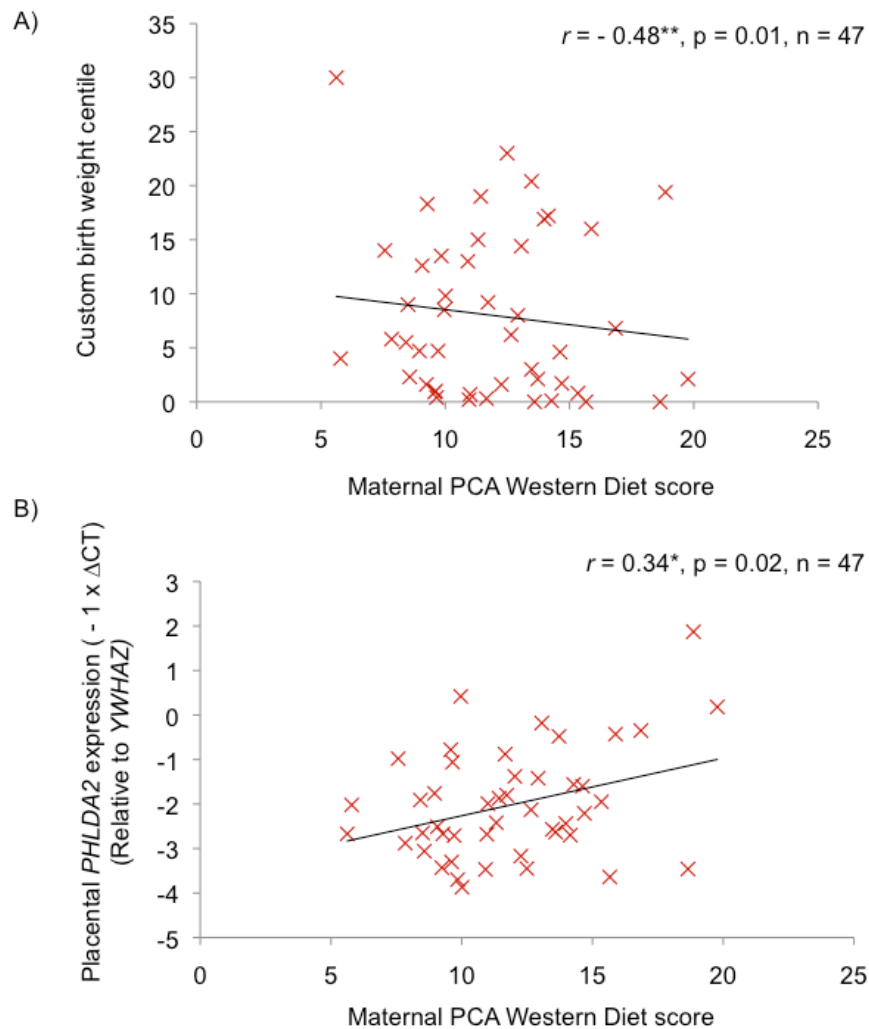 A)
r = - 0.48**, p = 0.01, n = 47
Custom birth weight centile
35
30
25
20
15
10
5
0
0 5 10 15 20 25
Maternal PCA Western Diet score
B)
r = 0.34*, p = 0.02, n = 47
Placental PHLDA2 expression ( - 1 x ΔCT)
(Relative to YWHAZ)
3
2
1
0
-1
-2
-3
-4
-5
0 5 10 15 20 25
Maternal PCA Western Diet score